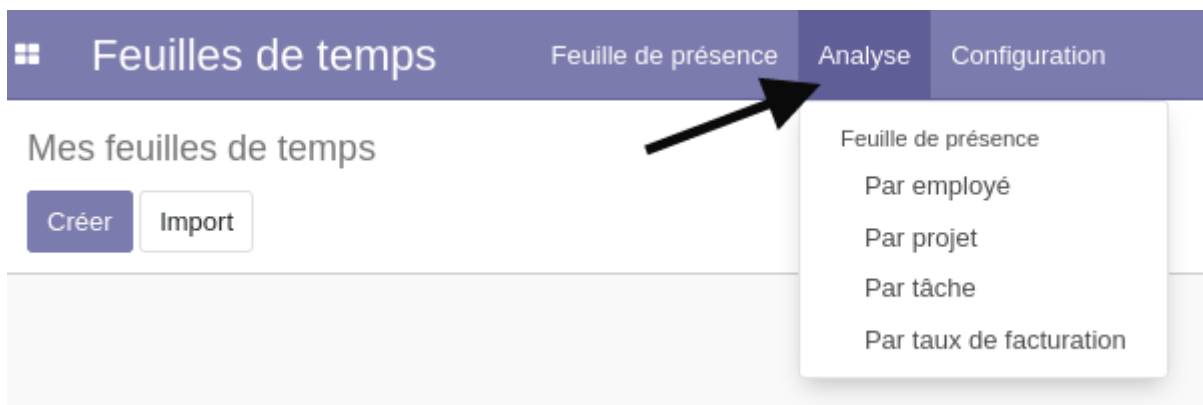 Feuilles de temps Feuille de présence Analyse Configuration
Mes feuilles de temps
Créer Import
Feuille de présence
Par employé
Par projet
Par tâche
Par taux de facturation